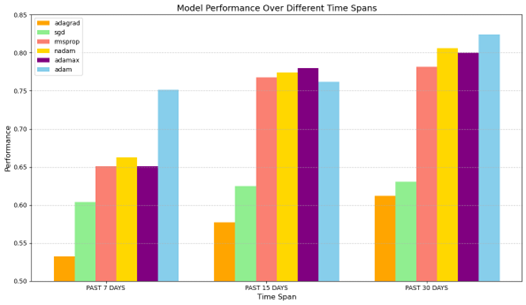 Model Performance Over Different Time Spans
0.85
0.80
0.75
0.70
0.65
0.60
0.55
0.50
Performance
adagrad
sgd
rmsprop
nadam
adamax
adam
PAST 7 DAYS
PAST 15 DAYS
PAST 30 DAYS
Time Span